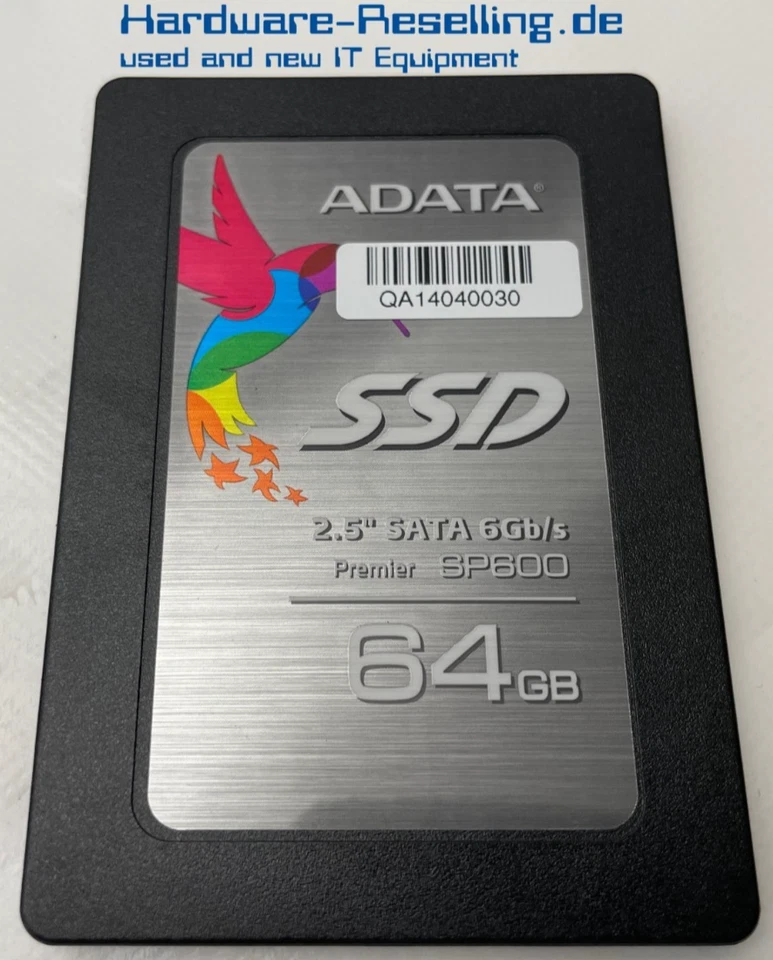 Hardware-Reselling.de
used and new IT Equipment
ADATA®
QA14040030
SSD
2.5" SATA 6Gb/s
Premier SP600
64GB